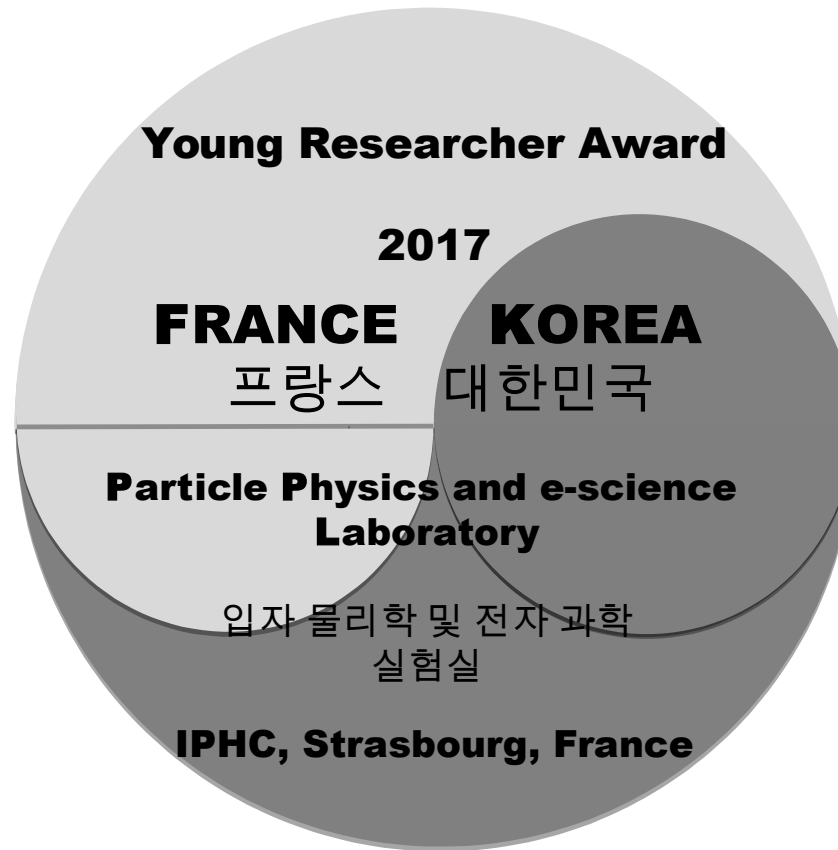 Young Researcher Award
2017
FRANCE KOREA
프랑스 대한민국
Particle Physics and e-science
Laboratory
입자 물리학 및 전자 과학
실험실
IPHC, Strasbourg, France